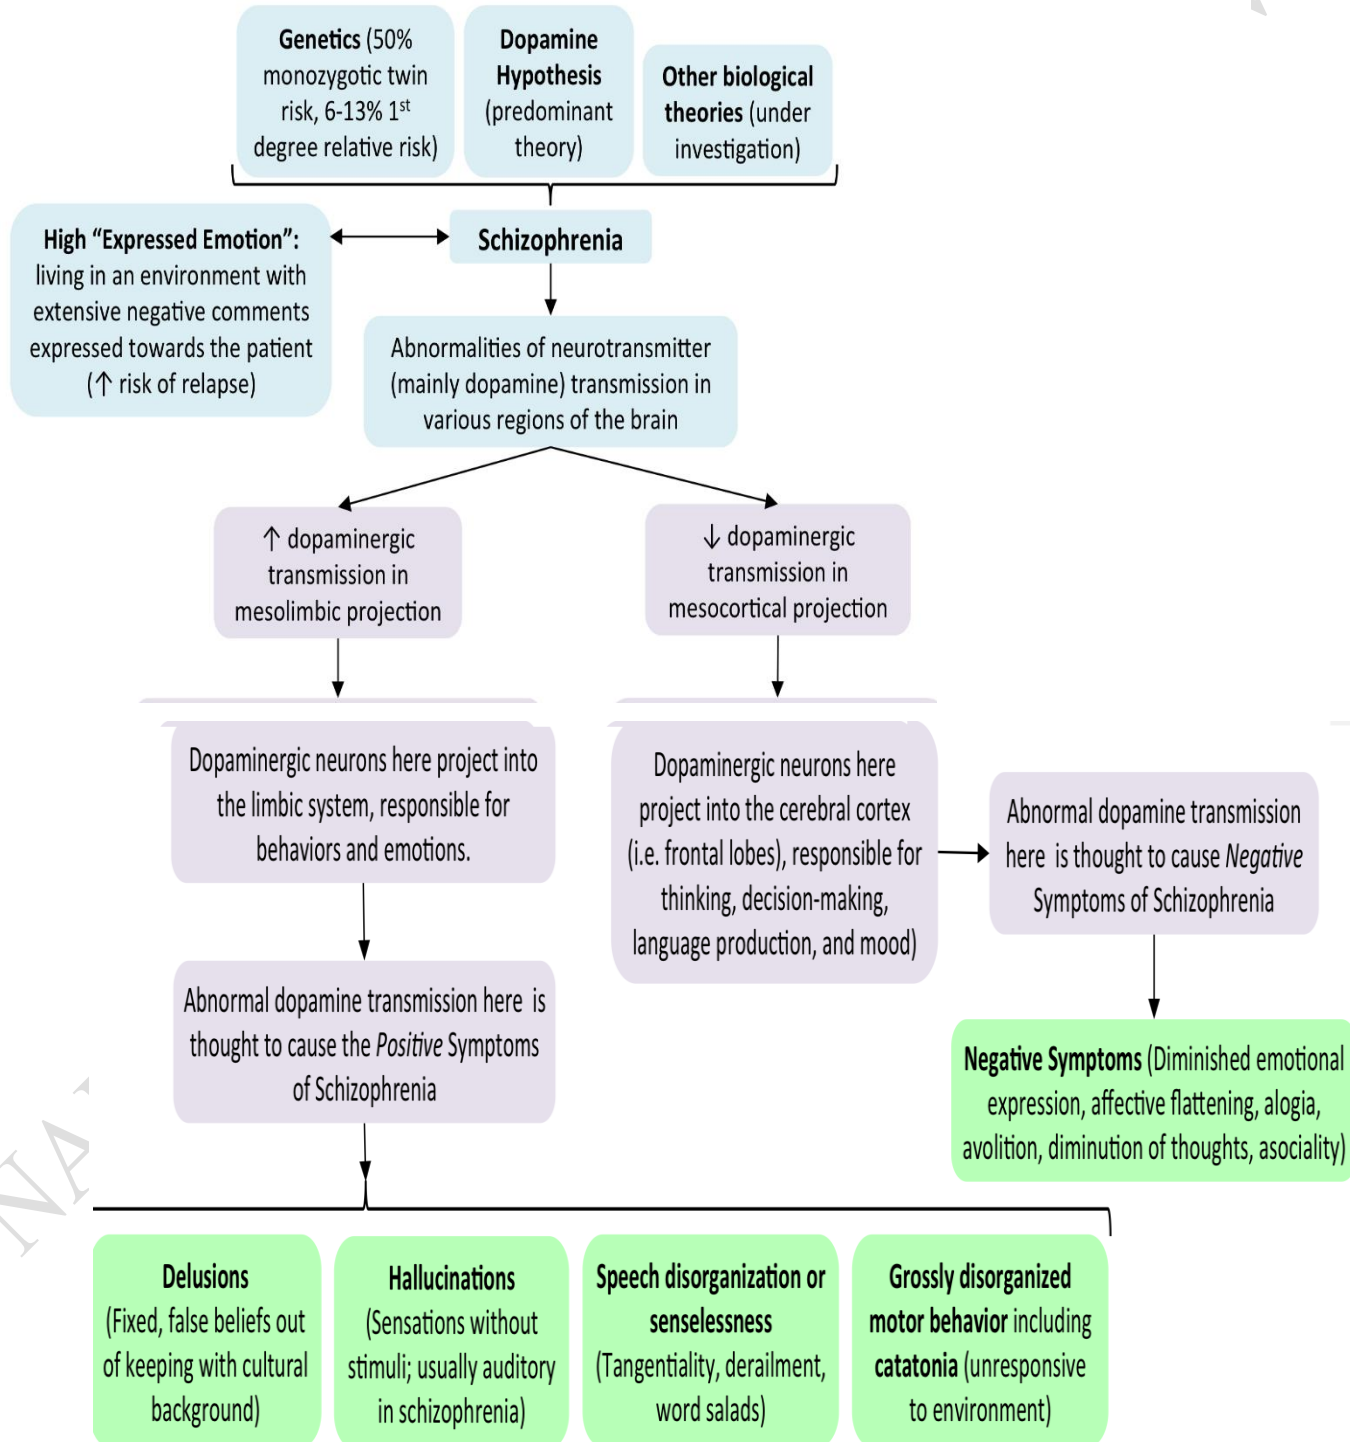 Genetics (50%
monozygotic twin
risk, 6-13% 1st
degree relative risk)
Dopamine
Hypothesis
(predominant
theory)
Other biological
theories (under
investigation)
High “Expressed Emotion”:
living in an environment with
extensive negative comments
expressed towards the patient
(↑ risk of relapse)
Schizophrenia
Abnormalities of neurotransmitter
(mainly dopamine) transmission in
various regions of the brain
↑ dopaminergic
transmission in
mesolimbic projection
↓ dopaminergic
transmission in
mesocortical projection
Dopaminergic neurons here project into
the limbic system, responsible for
behaviors and emotions.
Dopaminergic neurons here
project into the cerebral cortex
(i.e. frontal lobes), responsible for
thinking, decision-making,
language production, and mood)
Abnormal dopamine transmission
here is thought to cause Negative
Symptoms of Schizophrenia
Abnormal dopamine transmission here is
thought to cause the Positive Symptoms
of Schizophrenia
Negative Symptoms (Diminished emotional
expression, affective flattening, alogia,
avolition, diminution of thoughts, asociality)
Delusions
(Fixed, false beliefs out
of keeping with cultural
background)
Hallucinations
(Sensations without
stimuli; usually auditory
in schizophrenia)
Speech disorganization or
senselessness
(Tangentiality, derailment,
word salads)
Grossly disorganized
motor behavior including
catatonia (unresponsive
to environment)